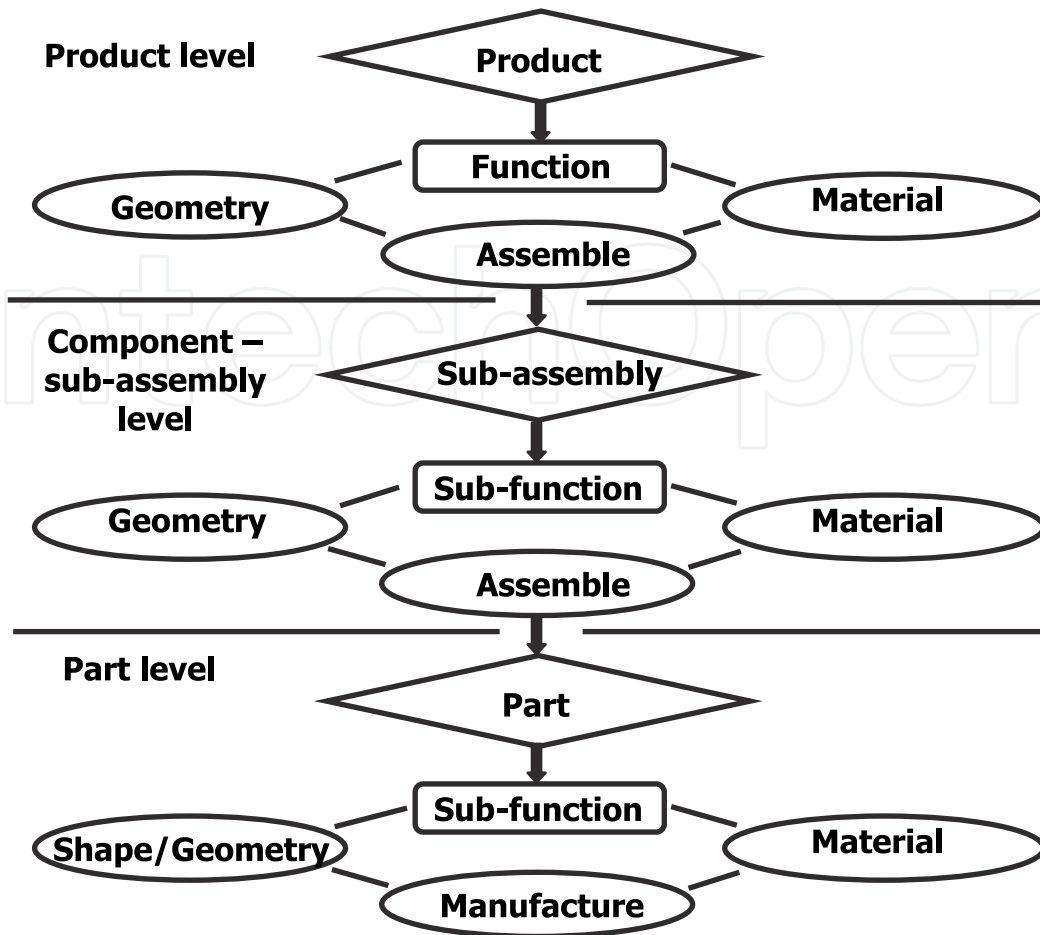 Product level
Product
Function
Geometry
Material
Assemble
IntechOpen
Component –
sub-assembly
level
Sub-assembly
Sub-function
Geometry
Material
Assemble
Part level
Part
Sub-function
Shape/Geometry
Material
Manufacture